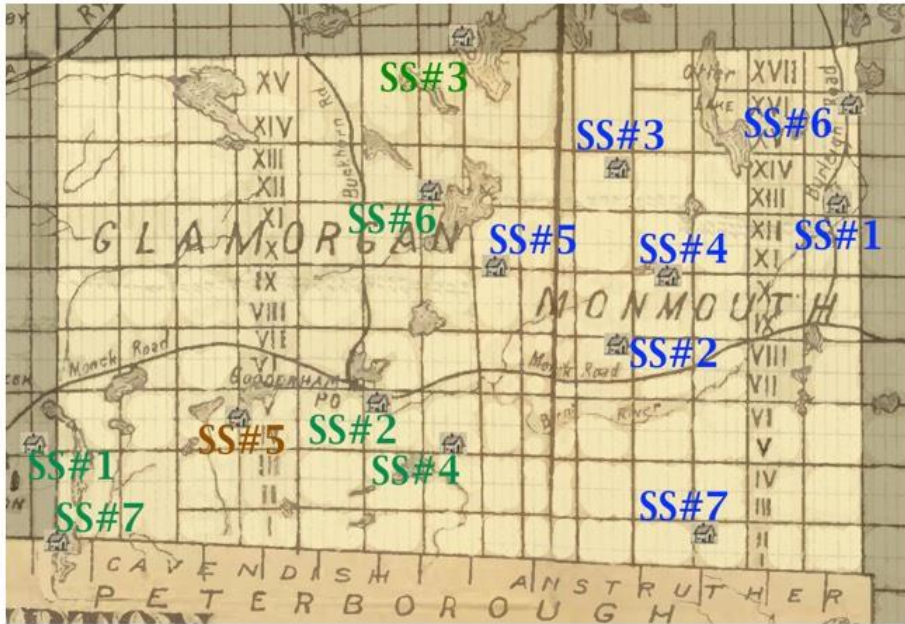 BY
RY
XV
XVII
SS#3
Otter
LAKE
XVI
SS#6
Burleigh Road
XIV
Buckhorn Rd.
SS#3
XIII
XIV
XII
XIII
SS#6
XI
XII
SS#1
GLAMORGAN
X
SS#5
XI
SS#4
IX
X
MONMOUTH
VIII
IX
VII
SS#2
VIII
Monck Road
VI
Monck Road
VII
GOODERHAM
PO
V
VI
River
SS#5
SS#2
V
SS#1
III
SS#4
IV
II
SS#7
III
SS#7
I
II
I
CAVENDISH
ANSTRUTHER
PETERBOROUGH